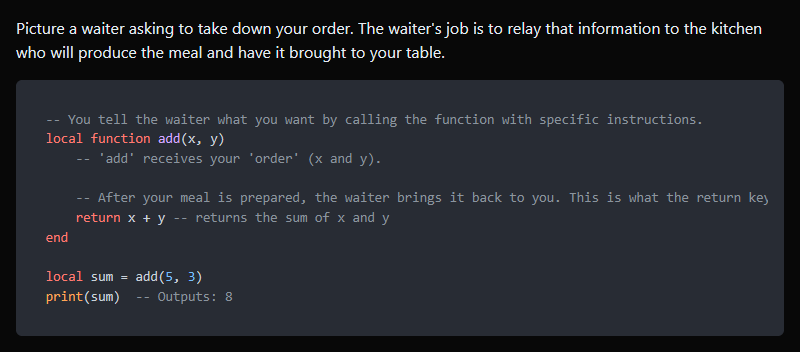 Picture a waiter asking to take down your order. The waiter's job is to relay that information to the kitchen
who will produce the meal and have it brought to your table.
-- You tell the waiter what you want by calling the function with specific instructions.
local function add(x, y)
-- 'add' receives your 'order' (x and y).
-- After your meal is prepared, the waiter brings it back to you. This is what the return key
return x + y -- returns the sum of x and y
end
local sum = add(5, 3)
print(sum)  -- Outputs: 8